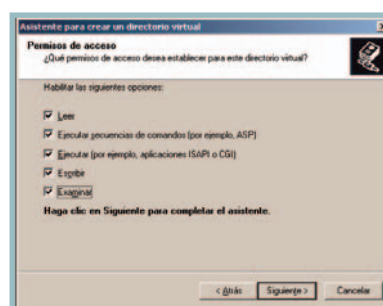 Asistente para crear un directorio virtual
Permisos de acceso
¿Qué permisos de acceso desea establecer para este directorio virtual?
Habilitar las siguientes opciones:
Leer
Ejecutar secuencias de comandos (por ejemplo, ASP)
Ejecutar (por ejemplo, aplicaciones ISAPI o CGI)
Escribir
Examinar
Haga clic en Siguiente para completar el asistente.
< Atrás Siguiente > Cancelar